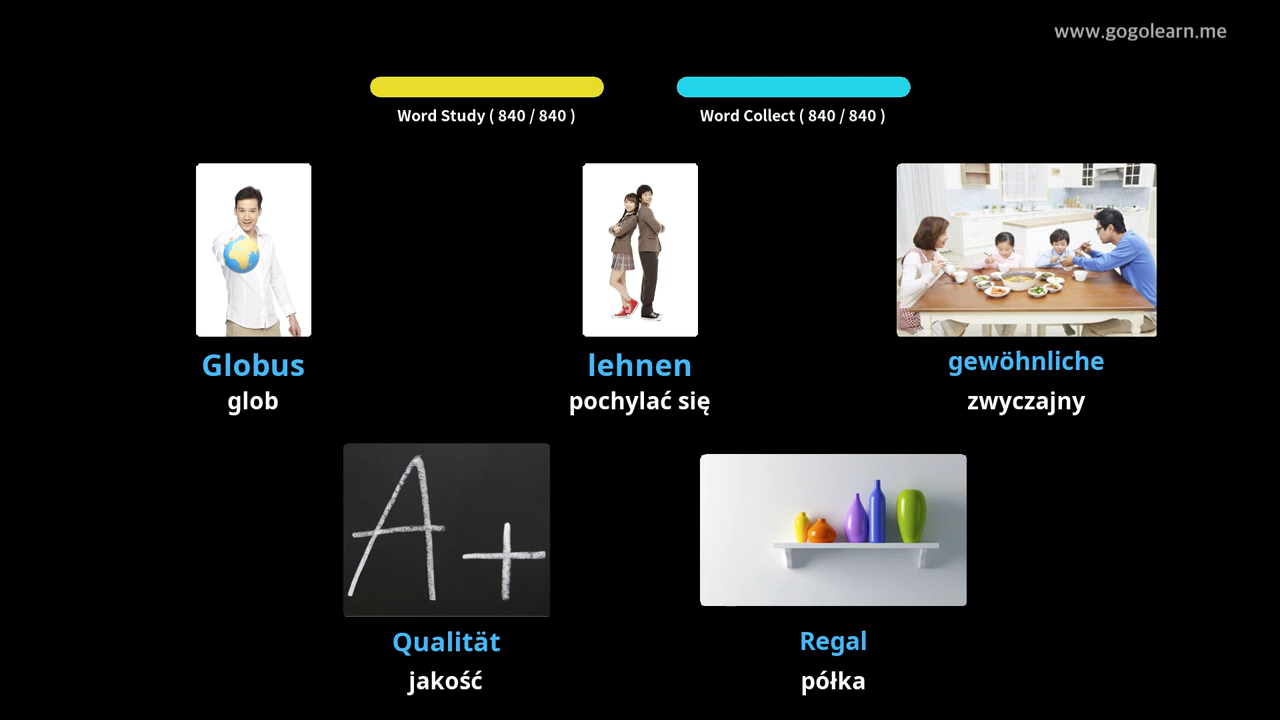 www.gogolearn.me
Word Study ( 840 / 840 )
Word Collect ( 840 / 840 )
Globus
glob
lehnen
pochylać się
gewöhnliche
zwyczajny
A+
Qualität
jakość
Regal
półka